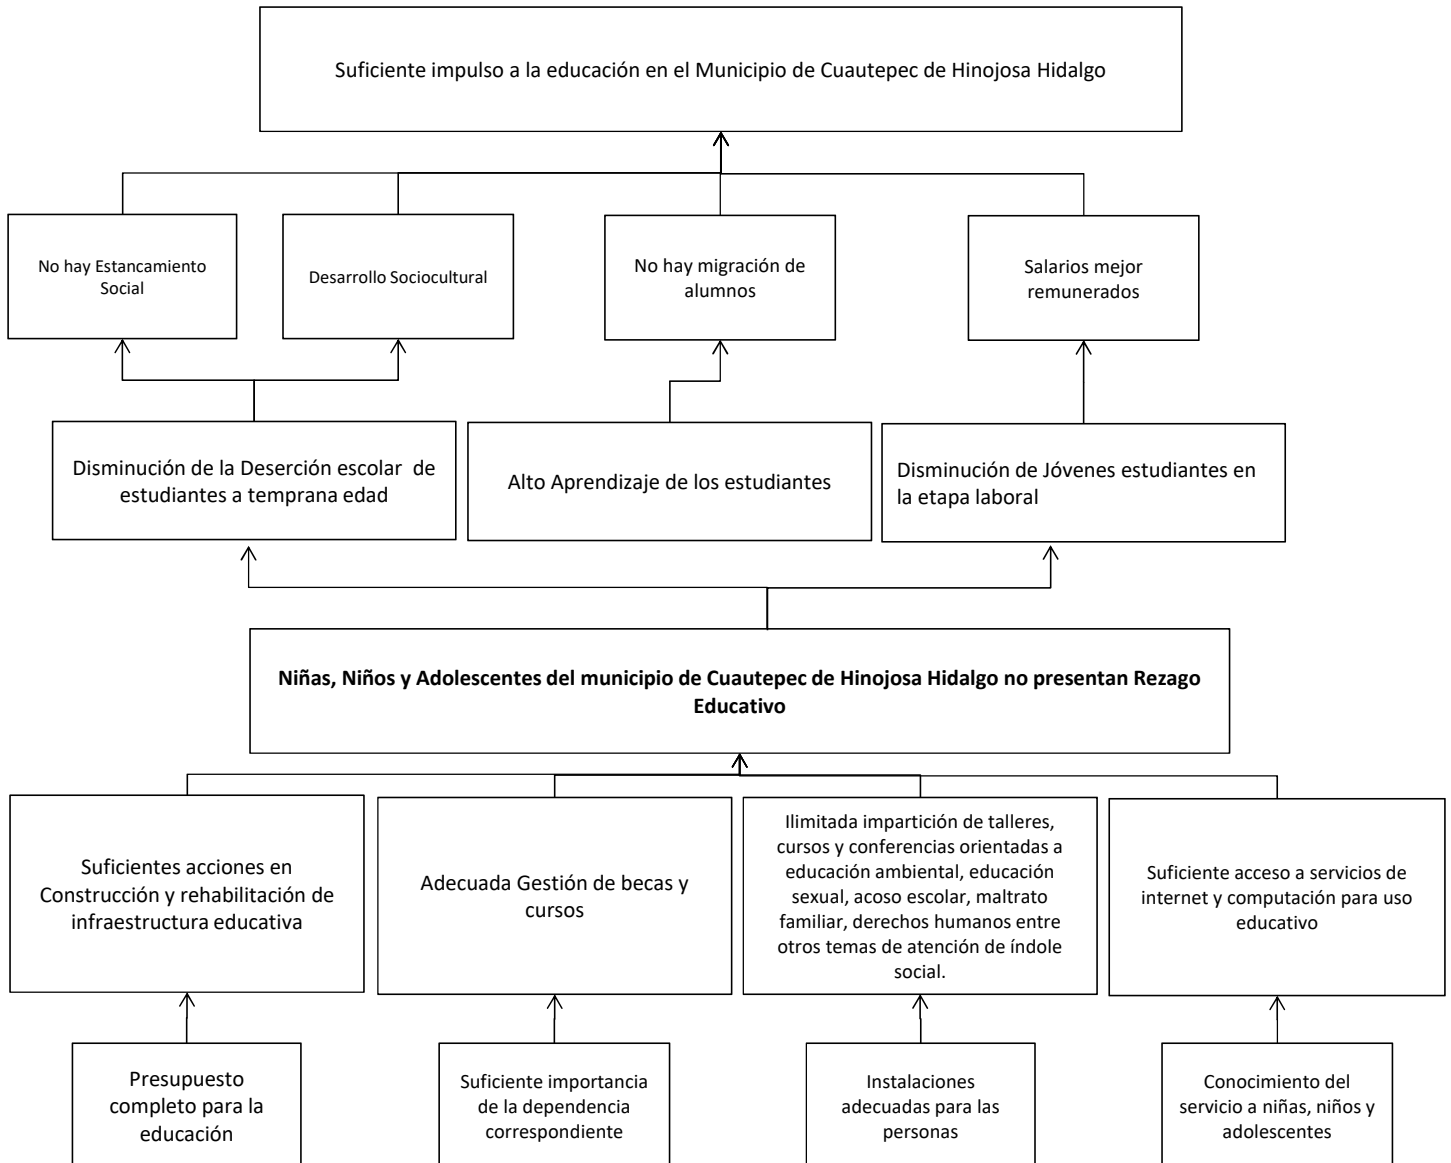 Suficiente impulso a la educación en el Municipio de Cuautepec de Hinojosa Hidalgo
No hay Estancamiento
Social
Desarrollo Sociocultural
No hay migración de
alumnos
Salarios mejor
remunerados
Disminución de la Deserción escolar  de
estudiantes a temprana edad
Alto Aprendizaje de los estudiantes
Disminución de Jóvenes estudiantes en
la etapa laboral
Niñas, Niños y Adolescentes del municipio de Cuautepec de Hinojosa Hidalgo no presentan Rezago
Educativo
Suficientes acciones en
Construcción y rehabilitación de
infraestructura educativa
Adecuada Gestión de becas y
cursos
Ilimitada impartición de talleres,
cursos y conferencias orientadas a
educación ambiental, educación
sexual, acoso escolar, maltrato
familiar, derechos humanos entre
otros temas de atención de índole
social.
Suficiente acceso a servicios de
internet y computación para uso
educativo
Presupuesto
completo para la
educación
Suficiente importancia
de la dependencia
correspondiente
Instalaciones
adecuadas para las
personas
Conocimiento del
servicio a niñas, niños y
adolescentes